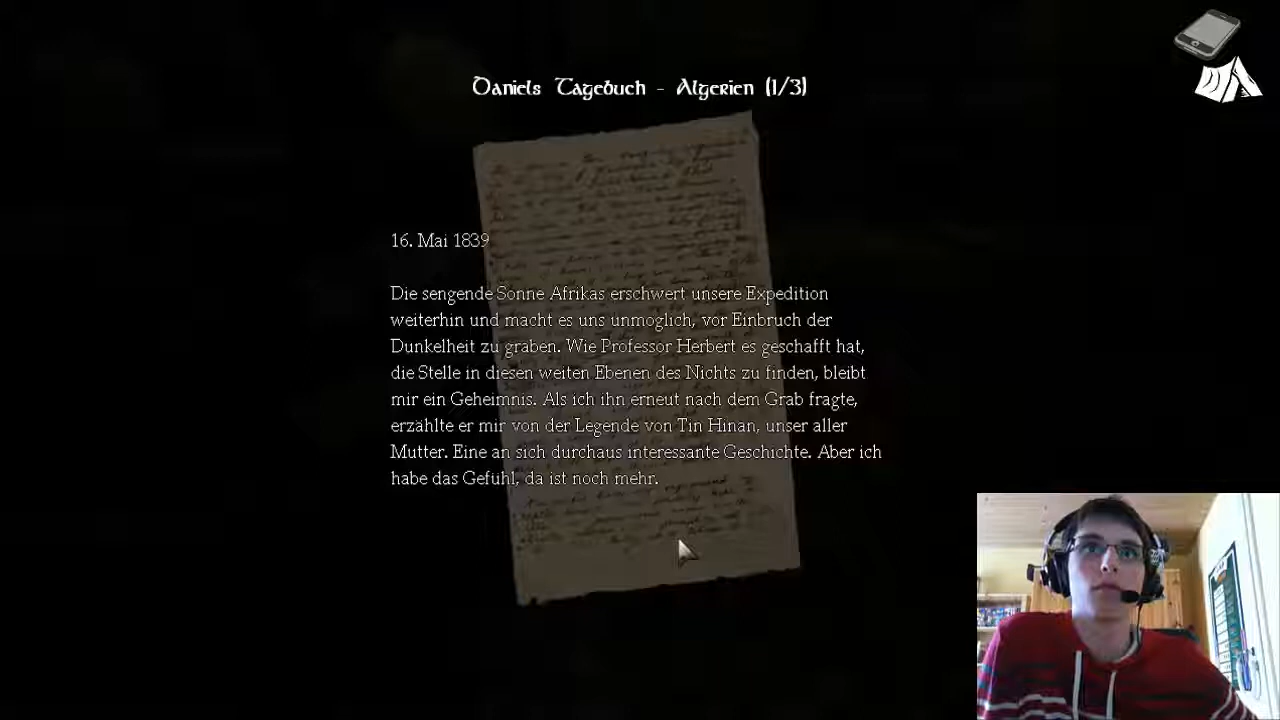 Daniels Tagebuch - Algerien (1/3)
16. Mai 1839
Die sengende Sonne Afrikas erschwert unsere Expedition
weiterhin und macht es uns unmöglich, vor Einbruch der
Dunkelheit zu graben. Wie Professor Herbert es geschafft hat,
die Stelle in diesen weiten Ebenen des Nichts zu finden, bleibt
mir ein Geheimnis. Als ich ihn erneut nach dem Grab fragte,
erzählte er mir von der Legende von Tin Hinan, unser aller
Mutter. Eine an sich durchaus interessante Geschichte. Aber ich
habe das Gefühl, da ist noch mehr.